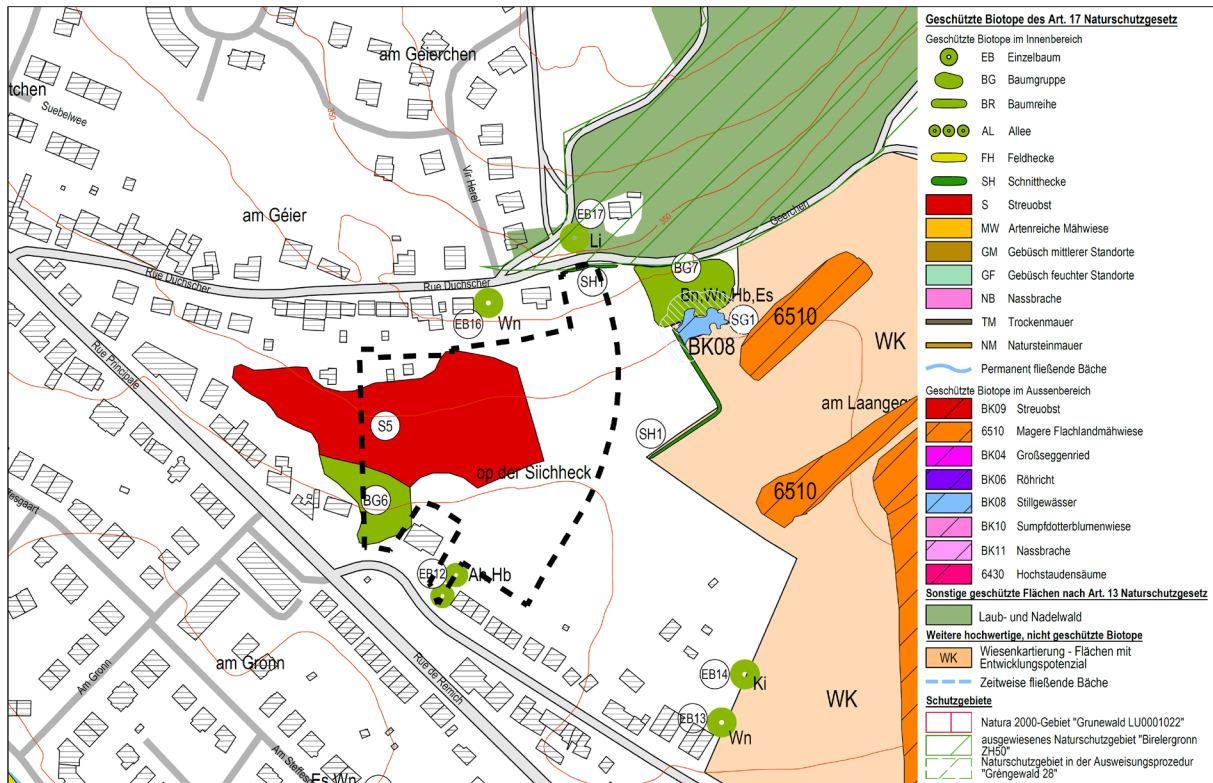 am Geierchen
tchen
Suebelwee
350
Vir Herel
am Géier
EB17
Li
350
Geerchen
Rue Duchscher
Rue Duchscher
SH1
BG7
Bn,Wn,Hb,Es
EB16
Wn
SG1
BK08
6510
WK
Rue Principale
am Laangeg
S5
SH1
op der Siichheck
6510
BG6
EB12
Ah,Hb
am Gronn
Am Gronn
Rue de Remich
EB14
Ki
WK
EB13
Wn
Am Steffes
Es,Wn
Geschützte Biotope des Art. 17 Naturschutzgesetz
Geschützte Biotope im Innenbereich
EB Einzelbaum
BG Baumgruppe
BR Baumreihe
AL Allee
FH Feldhecke
SH Schnitthecke
S Streuobst
MW Artenreiche Mähwiese
GM Gebüsch mittlerer Standorte
GF Gebüsch feuchter Standorte
NB Nassbrache
TM Trockenmauer
NM Natursteinmauer
Permanent fließende Bäche
Geschützte Biotope im Aussenbereich
BK09 Streuobst
6510 Magere Flachlandmähwiese
BK04 Großseggenried
BK06 Röhricht
BK08 Stillgewässer
BK10 Sumpfdotterblumenwiese
BK11 Nassbrache
6430 Hochstaudensäume
Sonstige geschützte Flächen nach Art. 13 Naturschutzgesetz
Laub- und Nadelwald
Weitere hochwertige, nicht geschützte Biotope
WK Wiesenkartierung - Flächen mit
Entwicklungspotenzial
Zeitweise fließende Bäche
Schutzgebiete
Natura 2000-Gebiet "Grunewald LU0001022"
ausgewiesenes Naturschutzgebiet "Birelergronn
ZH50"
Naturschutzgebiet in der Ausweisungsprozedur
"Gréngewald 28"